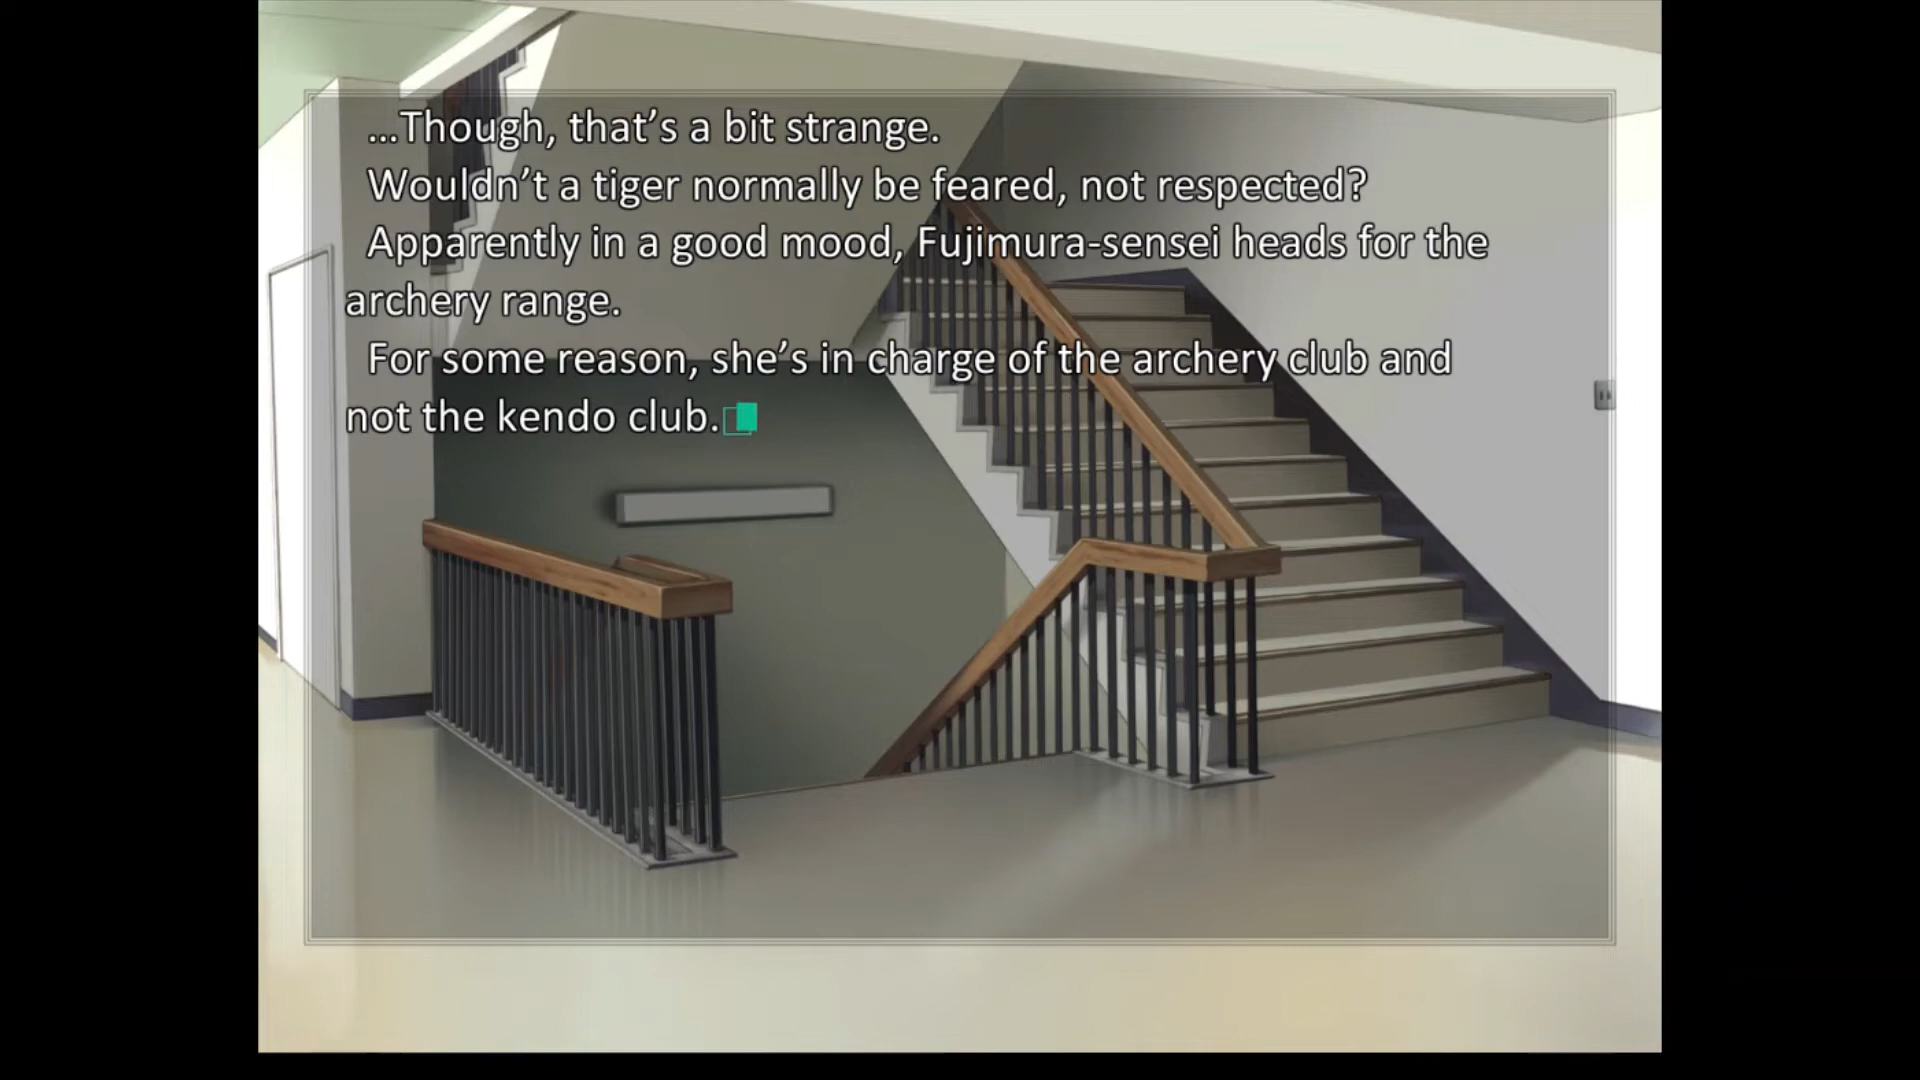 …Though, that’s a bit strange.
Wouldn’t a tiger normally be feared, not respected?
Apparently in a good mood, Fujimura-sensei heads for the
archery range.
For some reason, she’s in charge of the archery club and
not the kendo club.